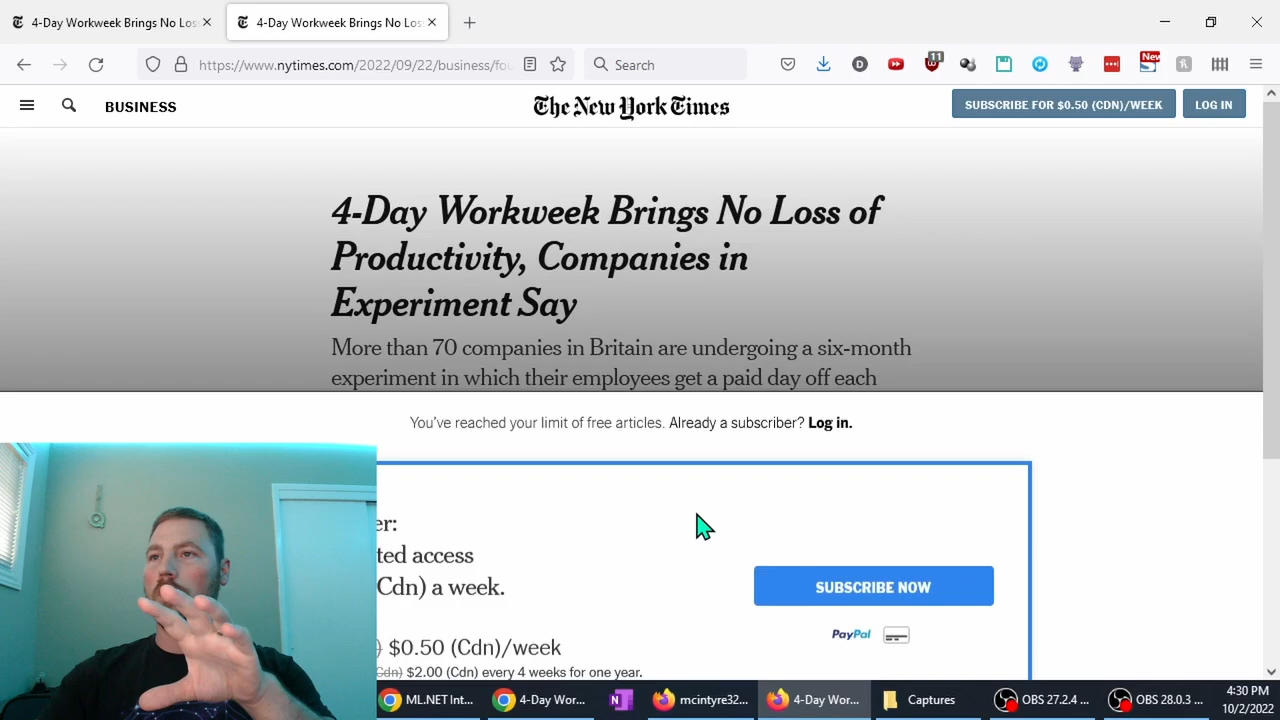 4-Day Workweek Brings No Los
4-Day Workweek Brings No Los
https://www.nytimes.com/2022/09/22/business/fou
Search
11
New
BUSINESS
The New York Times
SUBSCRIBE FOR $0.50 (CDN)/WEEK
LOG IN
4-Day Workweek Brings No Loss of
Productivity, Companies in
Experiment Say
More than 70 companies in Britain are undergoing a six-month
experiment in which their employees get a paid day off each
You've reached your limit of free articles. Already a subscriber? Log in.
er:
ted access
(Cdn) a week.
SUBSCRIBE NOW
PayPal
$0.50 (Cdn)/week
Cdn) $2.00 (Cdn) every 4 weeks for one year.
ML.NET Int...
4-Day Wor...
mcintyre32...
4-Day Wor...
Captures
OBS 27.2.4 ...
OBS 28.0.3 ...
4:30 PM
10/2/2022